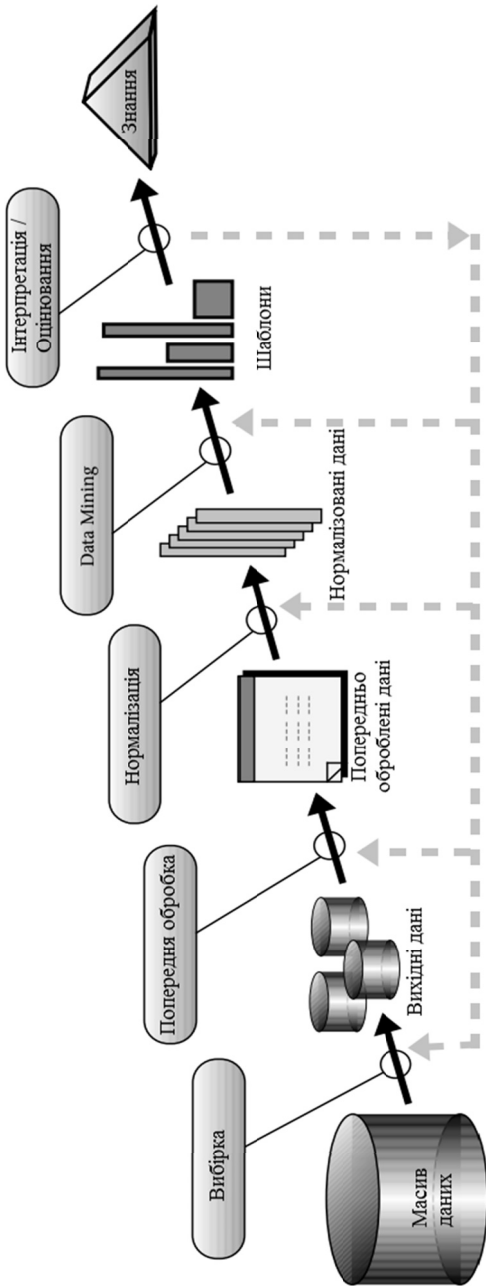 Вибірка
Попередня обробка
Нормалізація
Data Mining
Інтерпретація /
Оцінювання
Масив
даних
Вихідні дані
Попередньо
оброблені дані
Нормалізовані дані
Шаблони
Знання